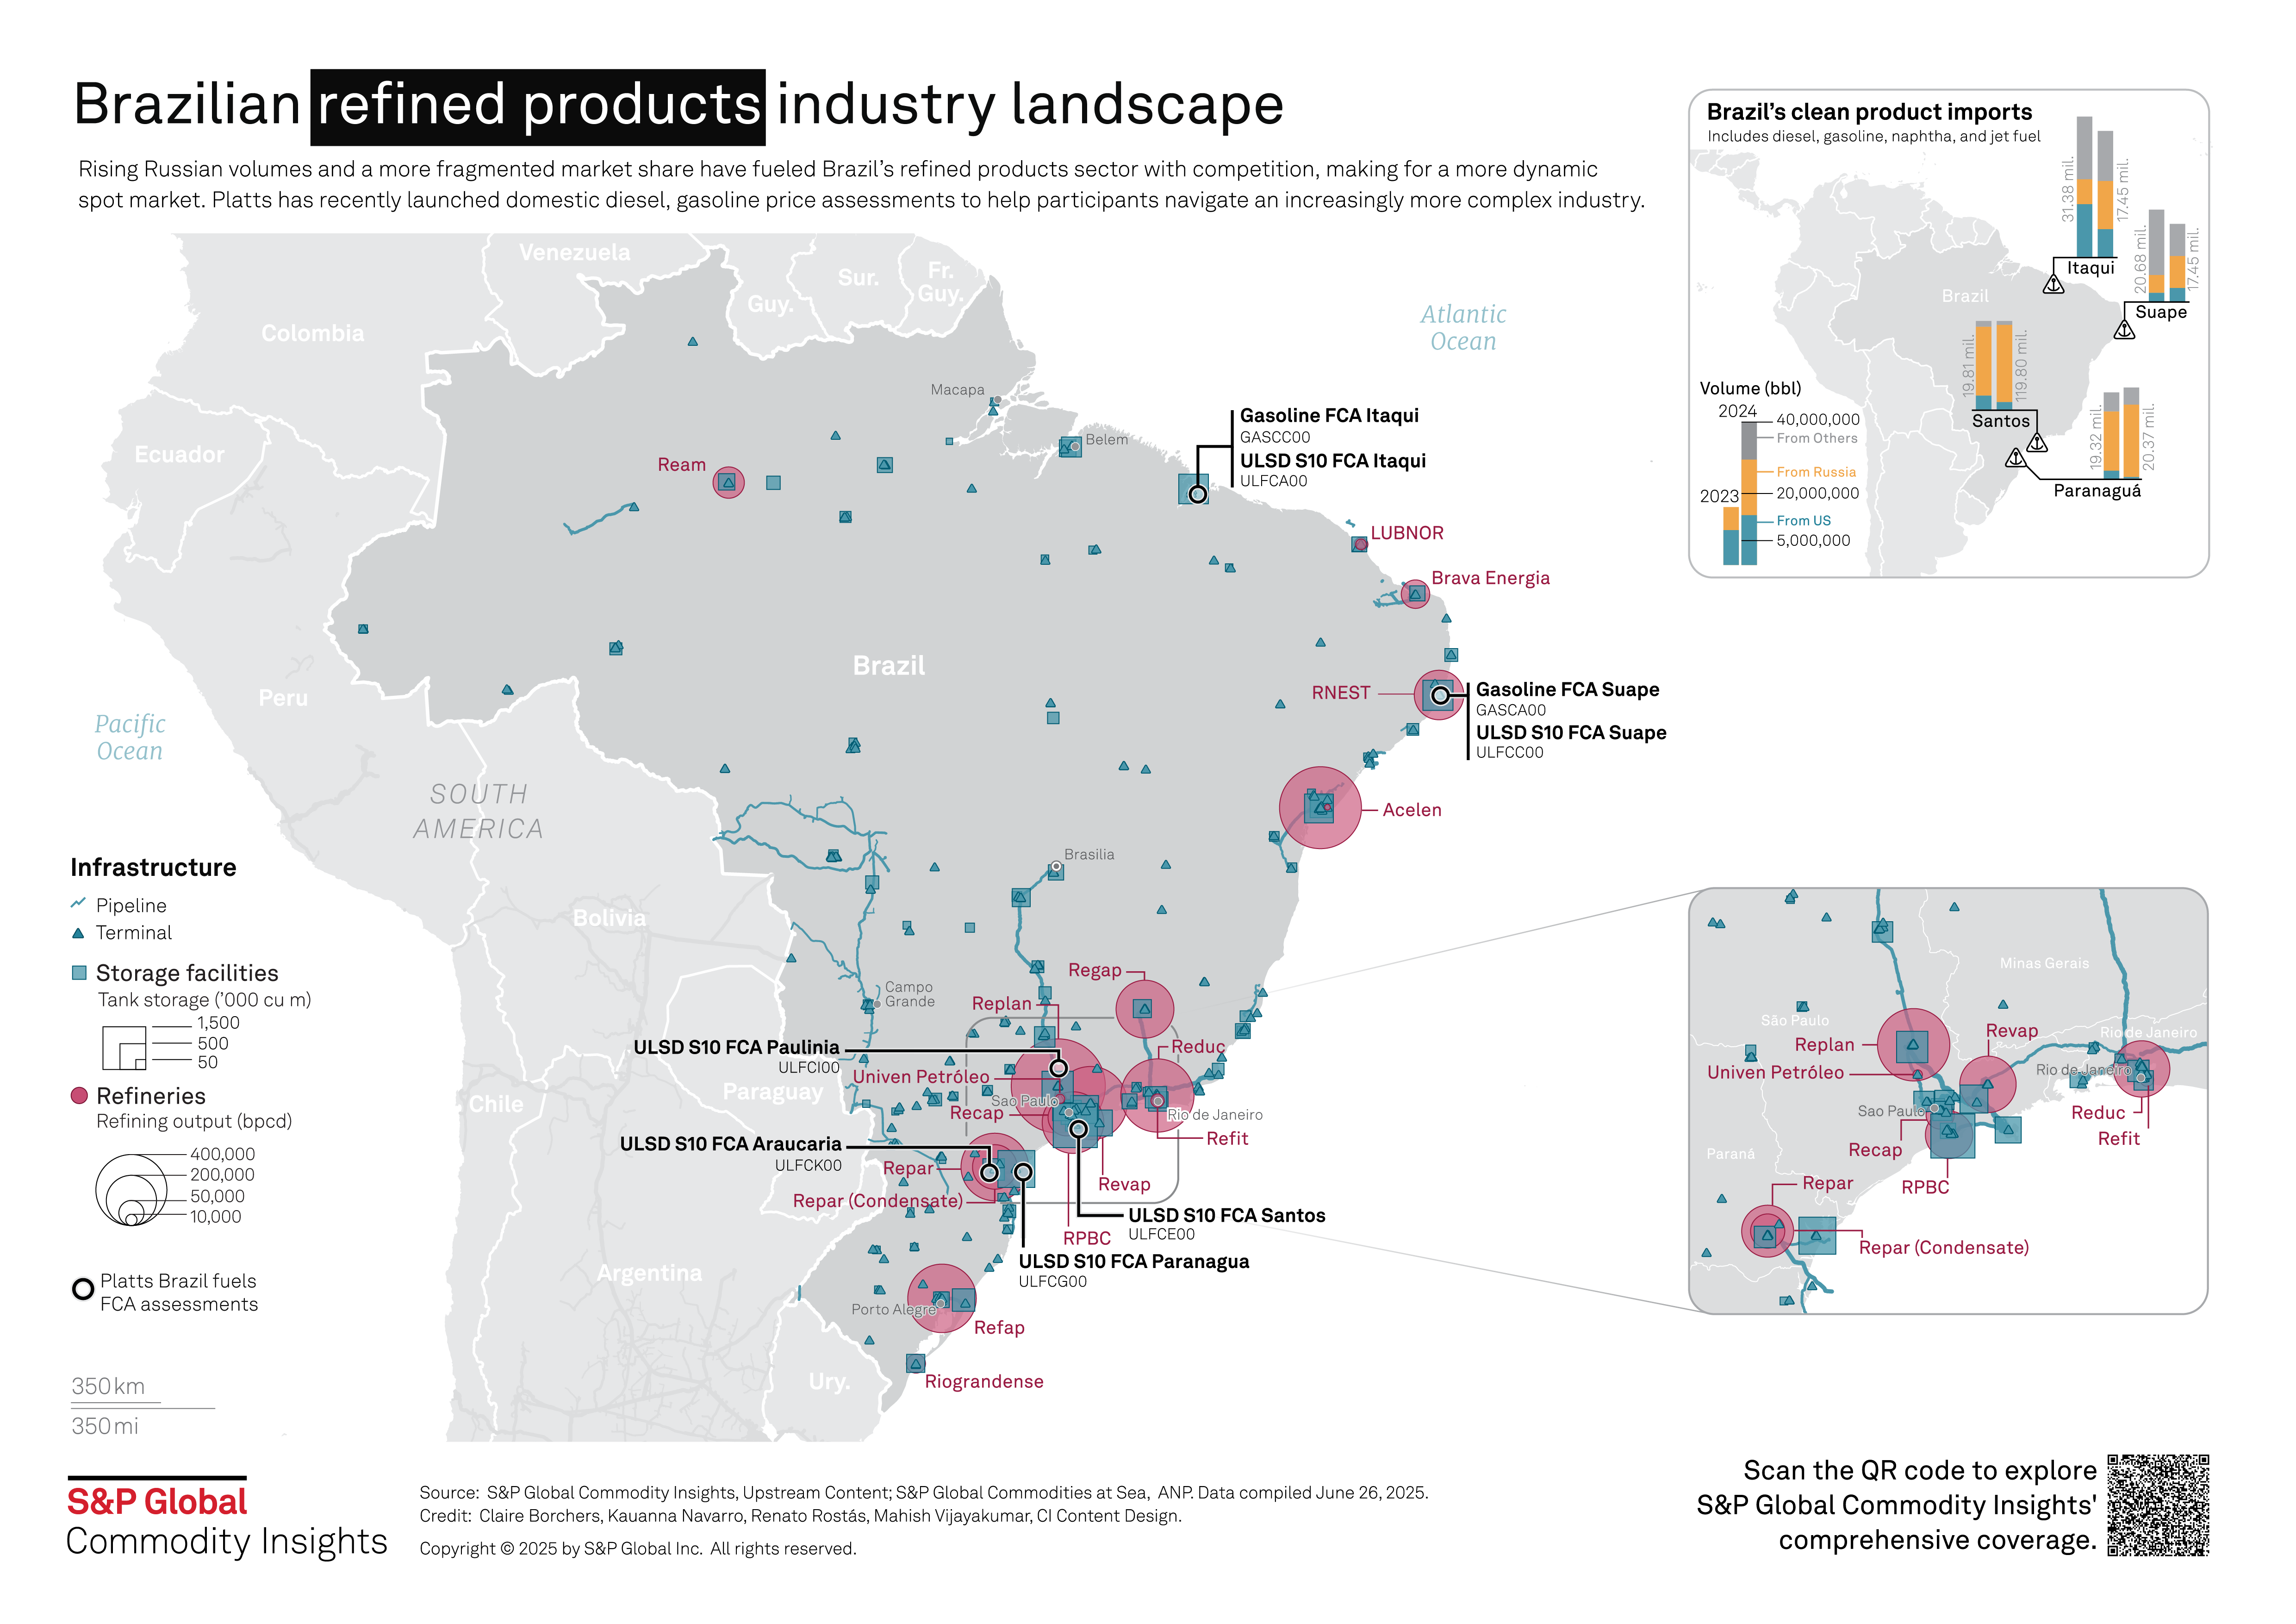 Brazilian refined products industry landscape
Rising Russian volumes and a more fragmented market share have fueled Brazil's refined products sector with competition, making for a more dynamic
spot market. Platts has recently launched domestic diesel, gasoline price assessments to help participants navigate an increasingly more complex industry.
Brazil's clean product imports
Includes diesel, gasoline, naphtha, and jet fuel
31.38 mil.
17.45 mil.
Itaqui
20.68 mil.
17.45 mil.
Suape
Brazil
19.81 mil.
119.80 mil.
Santos
19.32 mil.
20.37 mil.
Paranaguá
Volume (bbl)
2024
40,000,000
From Others
From Russia
2023
20,000,000
From US
5,000,000
Venezuela
Guy.
Sur.
Fr.
Guy.
Colombia
Ecuador
Peru
Brazil
Bolivia
Paraguay
Chile
Argentina
Ury.
SOUTH
AMERICA
Atlantic
Ocean
Pacific
Ocean
Macapa
Belem
Gasoline FCA Itaqui
GASCC00
ULSD S10 FCA Itaqui
ULFCA00
Ream
LUBNOR
Brava Energia
RNEST
Gasoline FCA Suape
GASCA00
ULSD S10 FCA Suape
ULFCC00
Acelen
Brasilia
Campo
Grande
Regap
Replan
ULSD S10 FCA Paulinia
ULFCI00
Reduc
Univen Petróleo
Sao Paulo
Recap
Rio de Janeiro
Refit
ULSD S10 FCA Araucaria
ULFCK00
Repar
Repar (Condensate)
Revap
ULSD S10 FCA Santos
ULFCE00
RPBC
ULSD S10 FCA Paranagua
ULFCG00
Porto Alegre
Refap
Riograndense
Infrastructure
Pipeline
Terminal
Storage facilities
Tank storage ('000 cu m)
1,500
500
50
Refineries
Refining output (bpcd)
400,000
200,000
50,000
10,000
Platts Brazil fuels
FCA assessments
350 km
350 mi
Minas Gerais
São Paulo
Replan
Revap
Rio de Janeiro
Univen Petróleo
Rio de Janeiro
Sao Paulo
Reduc
Refit
Recap
Paraná
RPBC
Repar
Repar (Condensate)
S&P Global
Commodity Insights
Source: S&P Global Commodity Insights, Upstream Content; S&P Global Commodities at Sea, ANP. Data compiled June 26, 2025.
Credit: Claire Borchers, Kauanna Navarro, Renato Rostás, Mahish Vijayakumar, CI Content Design.
Copyright © 2025 by S&P Global Inc. All rights reserved.
Scan the QR code to explore
S&P Global Commodity Insights'
comprehensive coverage.